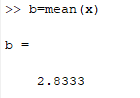 >> b=mean(x)
b =
2.8333